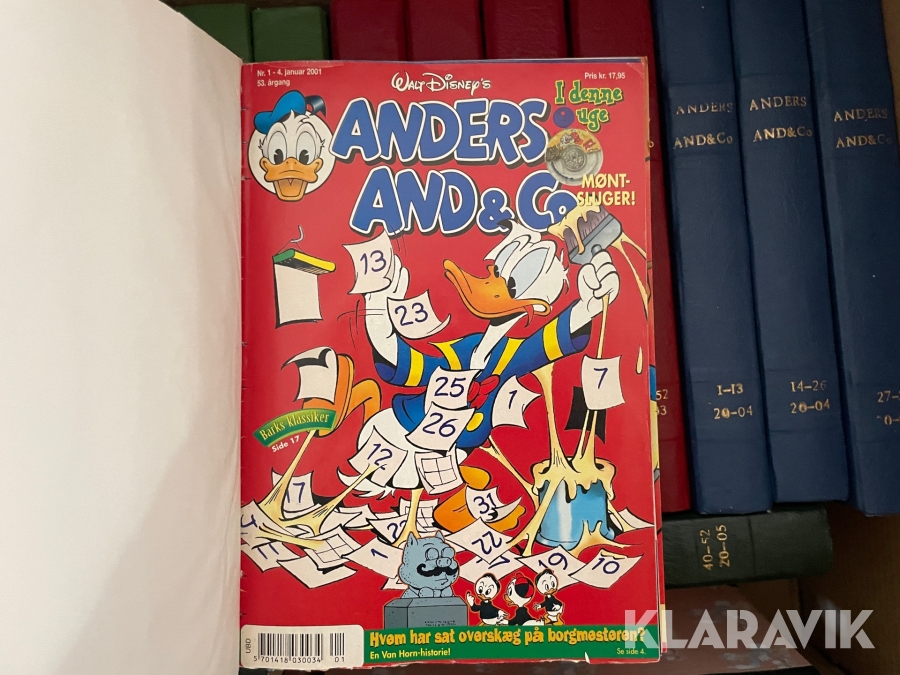 Nr. 1 - 4. januar 2001
53. årgang
Pris kr. 17,95
WALT DISNEY'S
ANDERS
AND & Co
I denne
uge
MØNT-
SLUGER!
13
23
25
26
1
7
12
17
31
22
1
22
17
19
10
Barks klassiker
Side 17
Hvem har sat overskæg på borgmesteren?
En Van Horn-historie!
Se side 4.
UBD
5 701418 030034
01
ANDERS
AND & Co
1-13
20-04
ANDERS
AND & Co
14-26
20-04
ANDERS
AND & Co
40-52
20-05
KLARAVIK